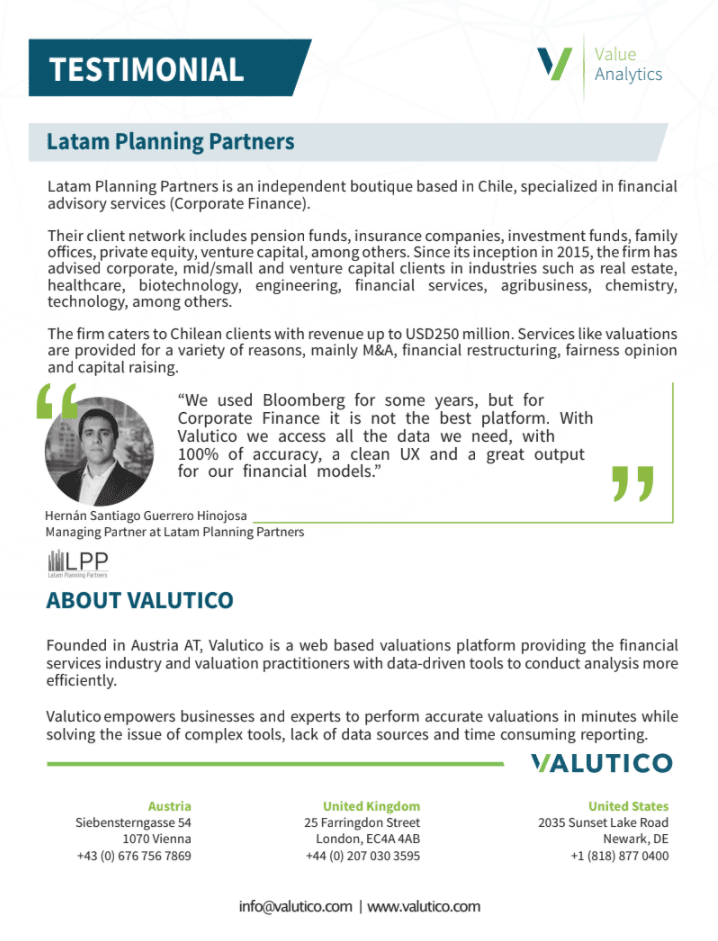 TESTIMONIAL
Value
Analytics
Latam Planning Partners
Latam Planning Partners is an independent boutique based in Chile, specialized in financial
advisory services (Corporate Finance).
Their client network includes pension funds, insurance companies, investment funds, family
offices, private equity, venture capital, among others. Since its inception in 2015, the firm has
advised corporate, mid/small and venture capital clients in industries such as real estate,
healthcare, biotechnology, engineering, financial services, agribusiness, chemistry,
technology, among others.
The firm caters to Chilean clients with revenue up to USD250 million. Services like valuations
are provided for a variety of reasons, mainly M&A, financial restructuring, fairness opinion
and capital raising.
“We used Bloomberg for some years, but for
Corporate Finance it is not the best platform. With
Valutico we access all the data we need, with
100% of accuracy, a clean UX and a great output
for our financial models.”
Hernán Santiago Guerrero Hinojosa
Managing Partner at Latam Planning Partners
LPP
Latam Planning Partners
ABOUT VALUTICO
Founded in Austria AT, Valutico is a web based valuations platform providing the financial
services industry and valuation practitioners with data-driven tools to conduct analysis more
efficiently.
Valutico empowers businesses and experts to perform accurate valuations in minutes while
solving the issue of complex tools, lack of data sources and time consuming reporting.
VALUTICO
Austria
Siebensterngasse 54
1070 Vienna
+43 (0) 676 756 7869
United Kingdom
25 Farringdon Street
London, EC4A 4AB
+44 (0) 207 030 3595
United States
2035 Sunset Lake Road
Newark, DE
+1 (818) 877 0400
info@valutico.com | www.valutico.com